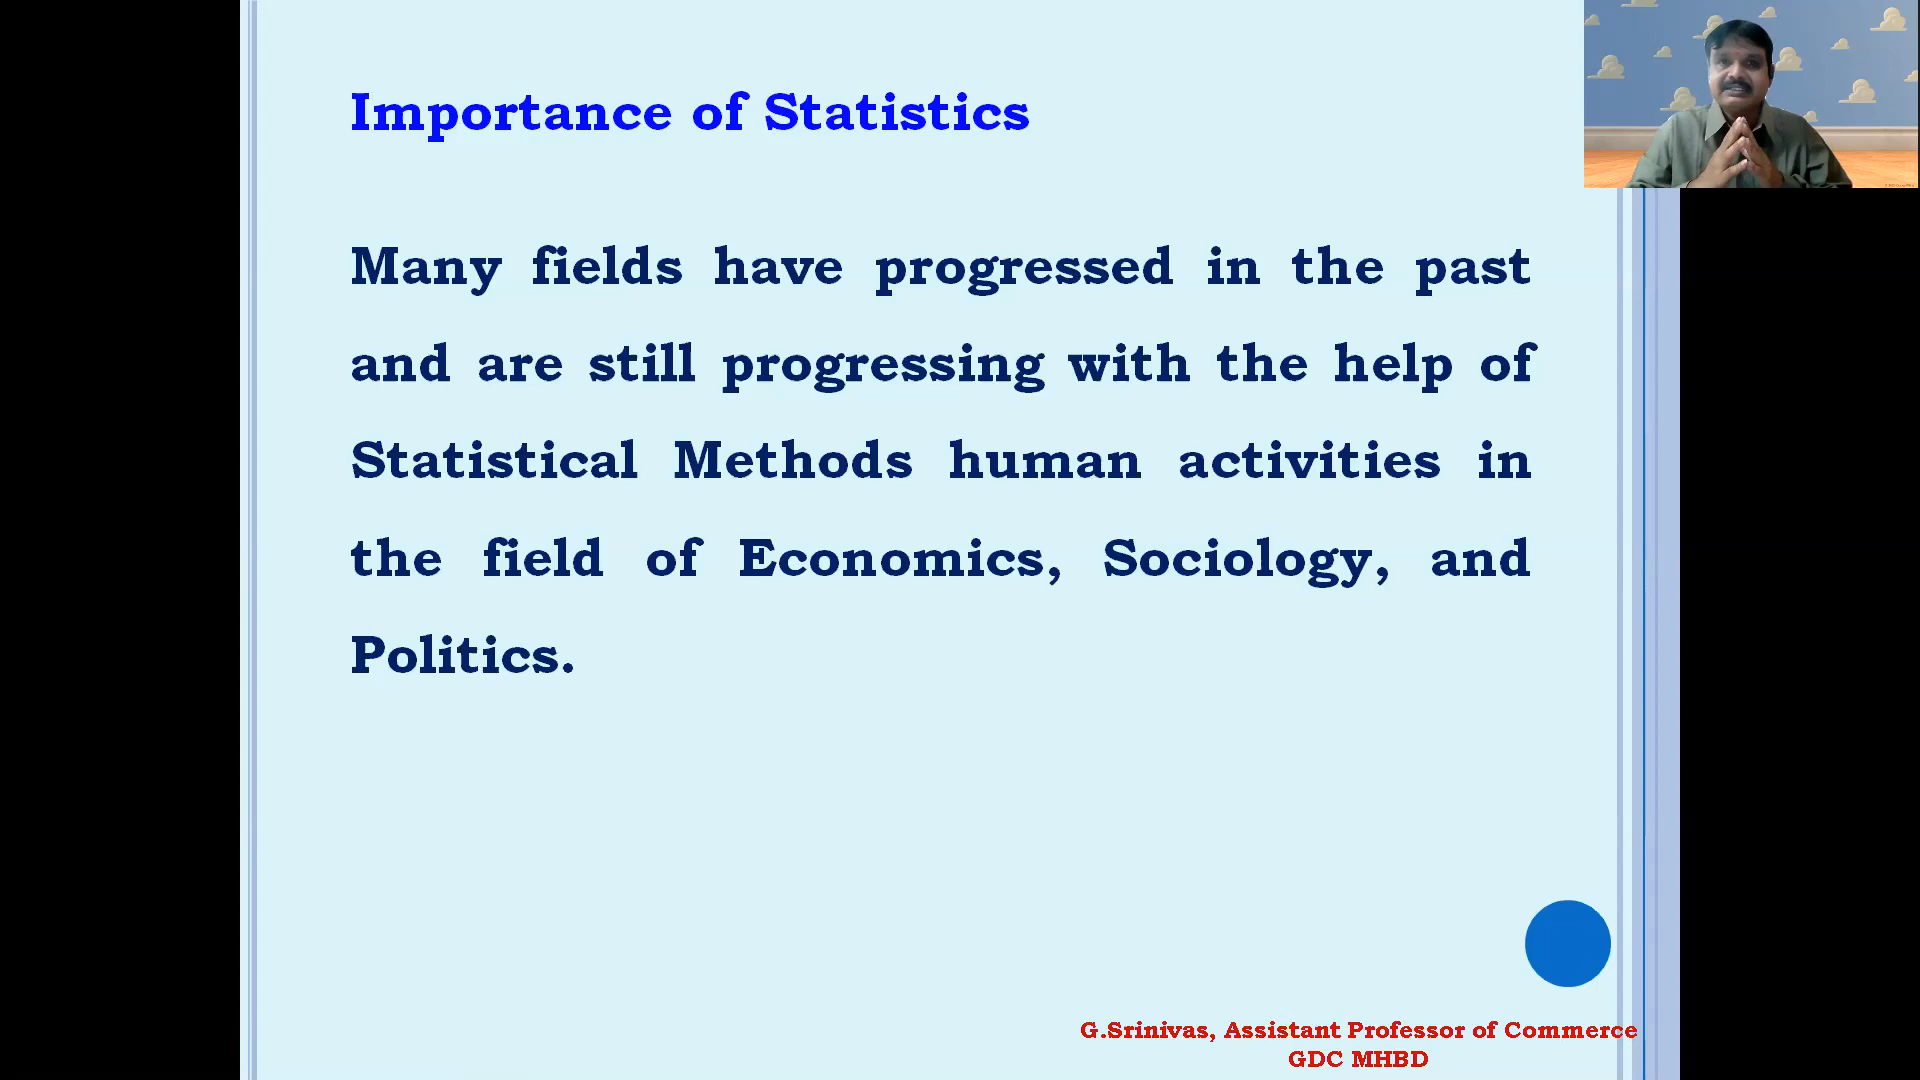 Importance of Statistics
Many fields have progressed in the past
and are still progressing with the help of
Statistical Methods human activities in
the field of Economics, Sociology, and
Politics.
G.Srinivas, Assistant Professor of Commerce
GDC MHBD